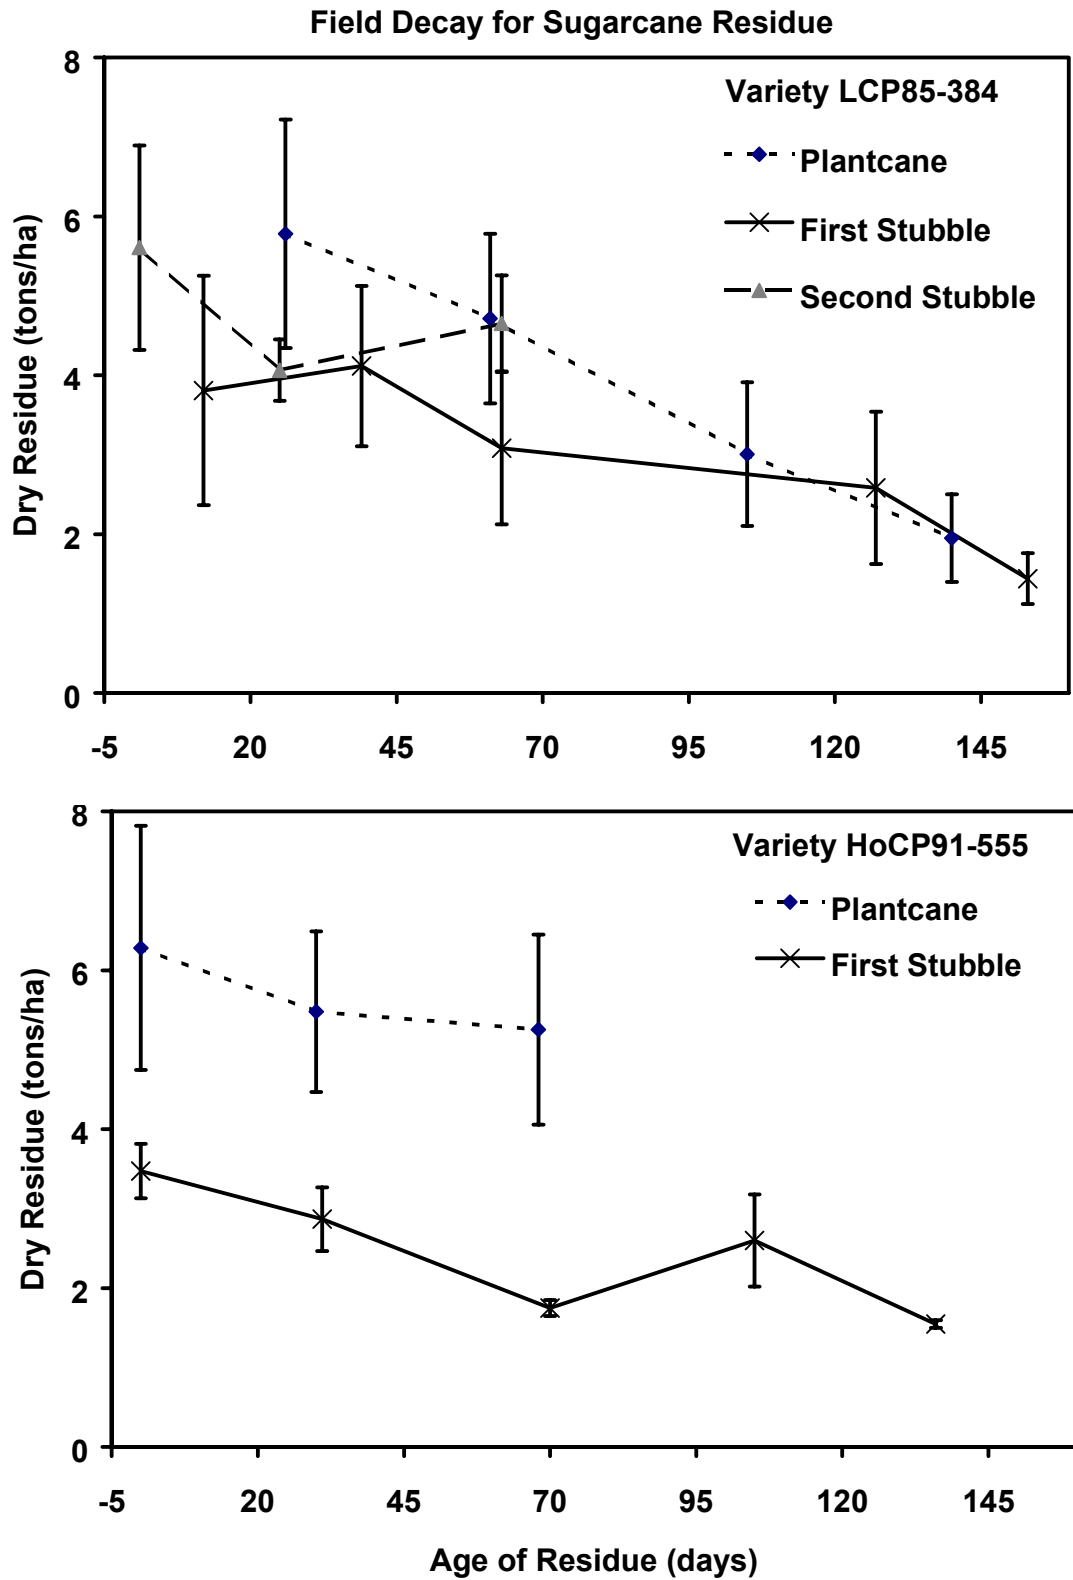 Field Decay for Sugarcane Residue
8
Variety LCP85-384
Plantcane
First Stubble
Second Stubble
6
4
2
0
Dry Residue (tons/ha)
-5 20 45 70 95 120 145
8
Variety HoCP91-555
Plantcane
First Stubble
6
4
2
0
Dry Residue (tons/ha)
-5 20 45 70 95 120 145
Age of Residue (days)